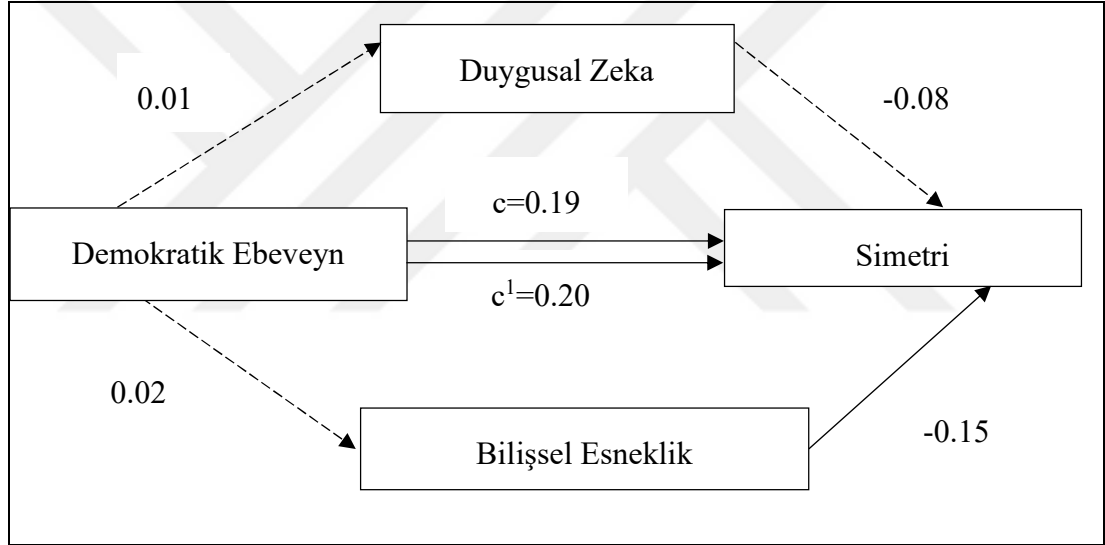 Duygusal Zeka
0.01
-0.08
c=0.19
Demokratik Ebeveyn
Simetri
c¹=0.20
0.02
-0.15
Bilişsel Esneklik